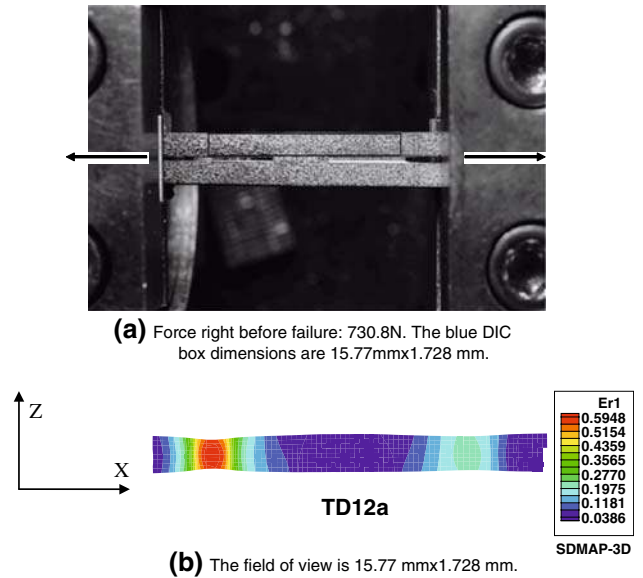 (a) Force right before failure: 730.8N. The blue DIC
box dimensions are 15.77mmx1.728 mm.
Z
X
TD12a
Er1
0.5948
0.5154
0.4359
0.3565
0.2770
0.1975
0.1181
0.0386
SDMAP-3D
(b) The field of view is 15.77 mmx1.728 mm.